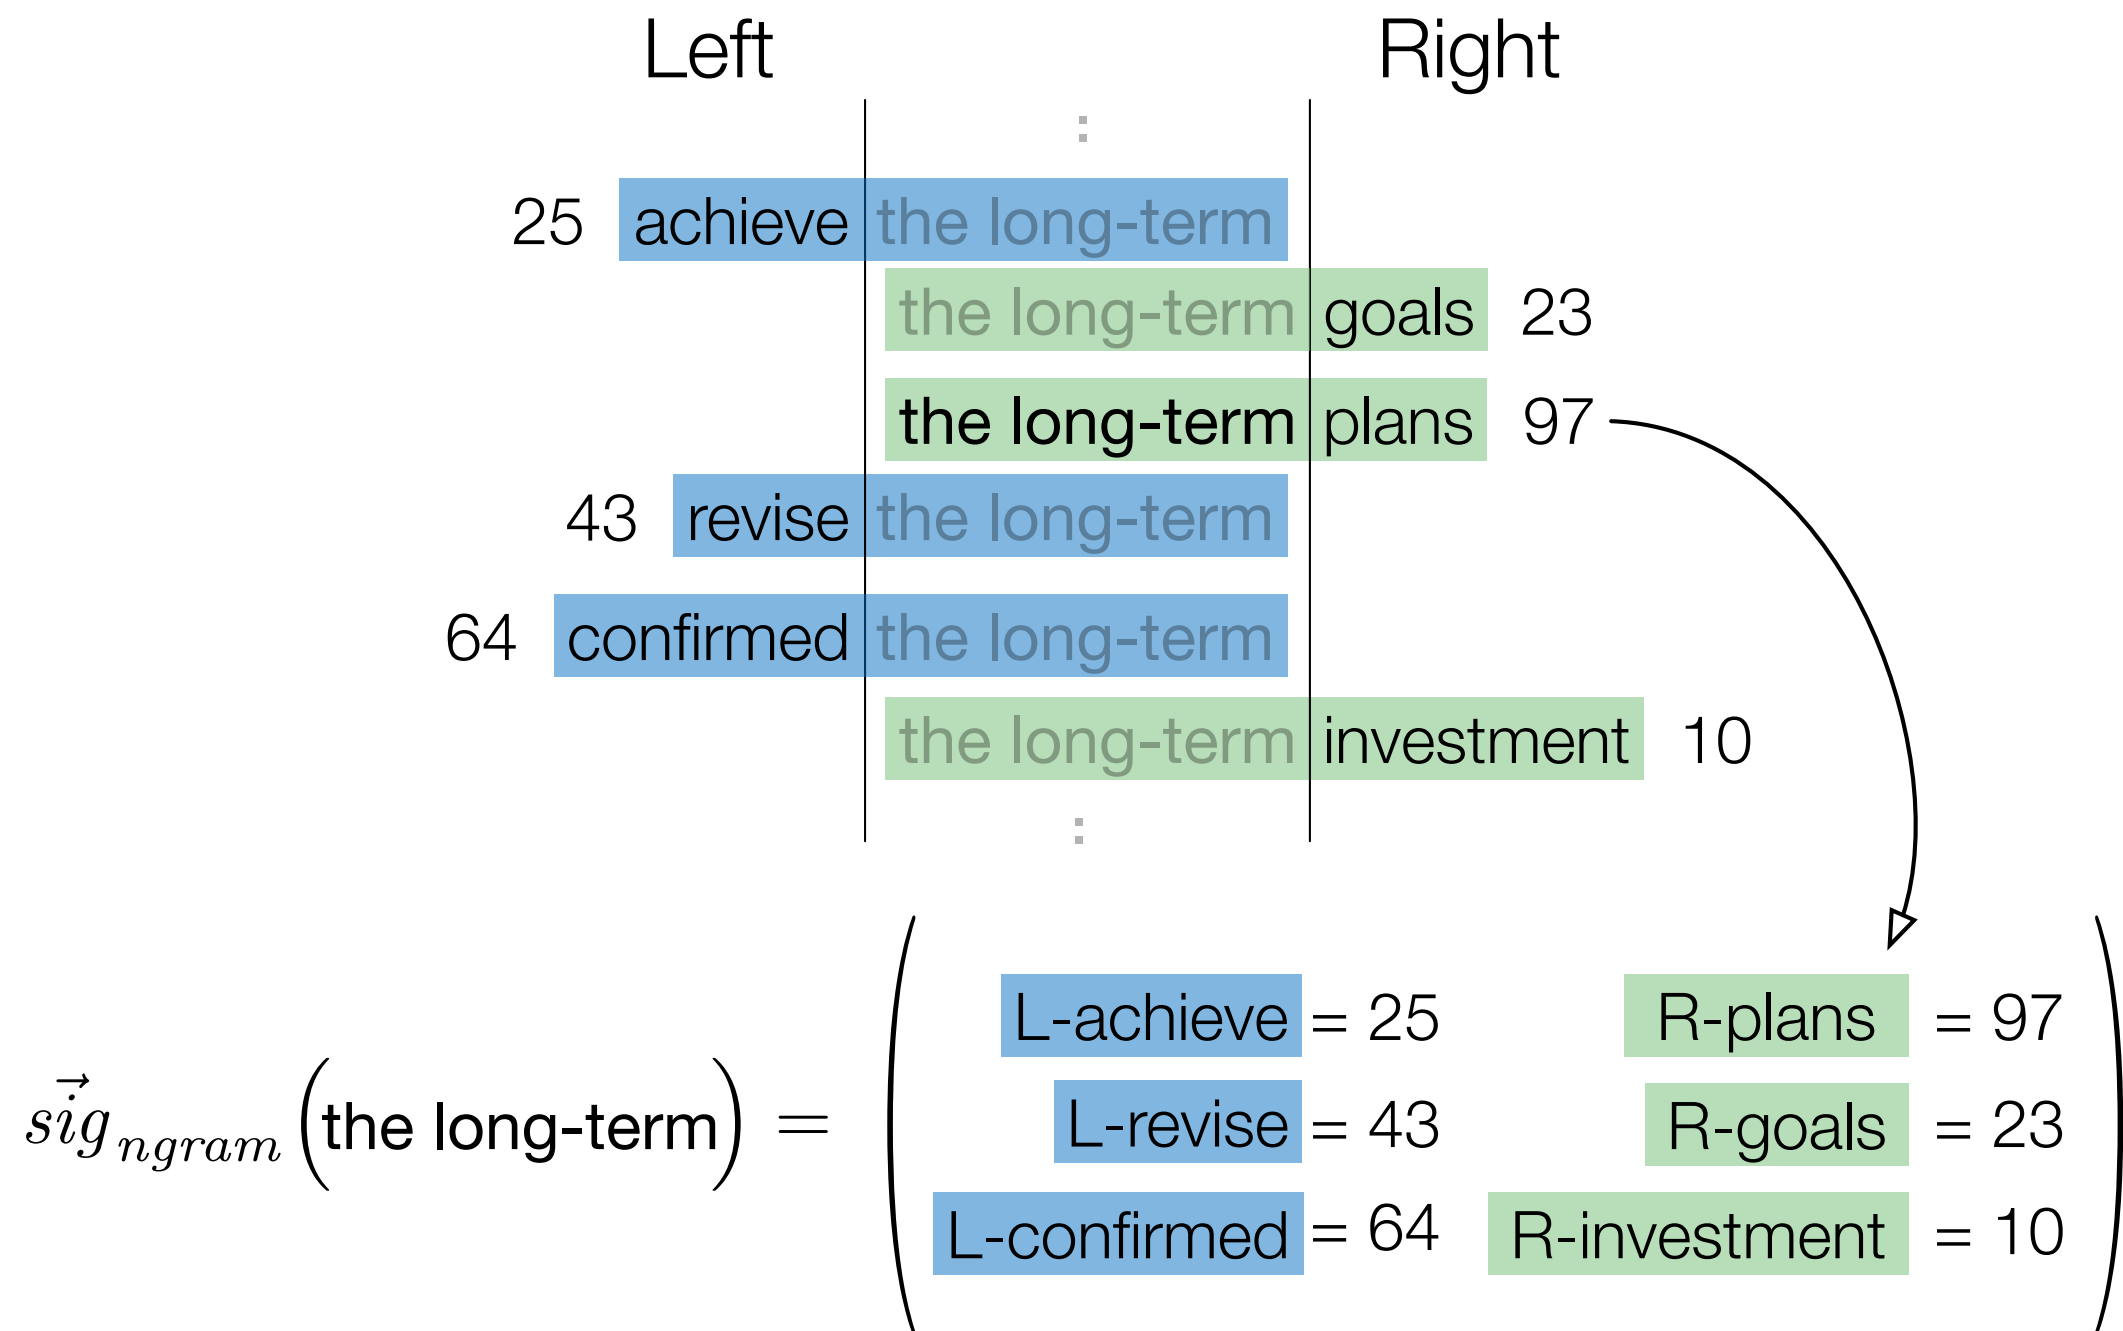 Left Right
:
25 achieve the long-term
the long-term goals 23
the long-term plans 97
43 revise the long-term
64 confirmed the long-term
the long-term investment 10
:
L-achieve = 25 R-plans = 97
sig ngram (the long-term) = L-revise = 43 R-goals = 23
L-confirmed = 64 R-investment = 10